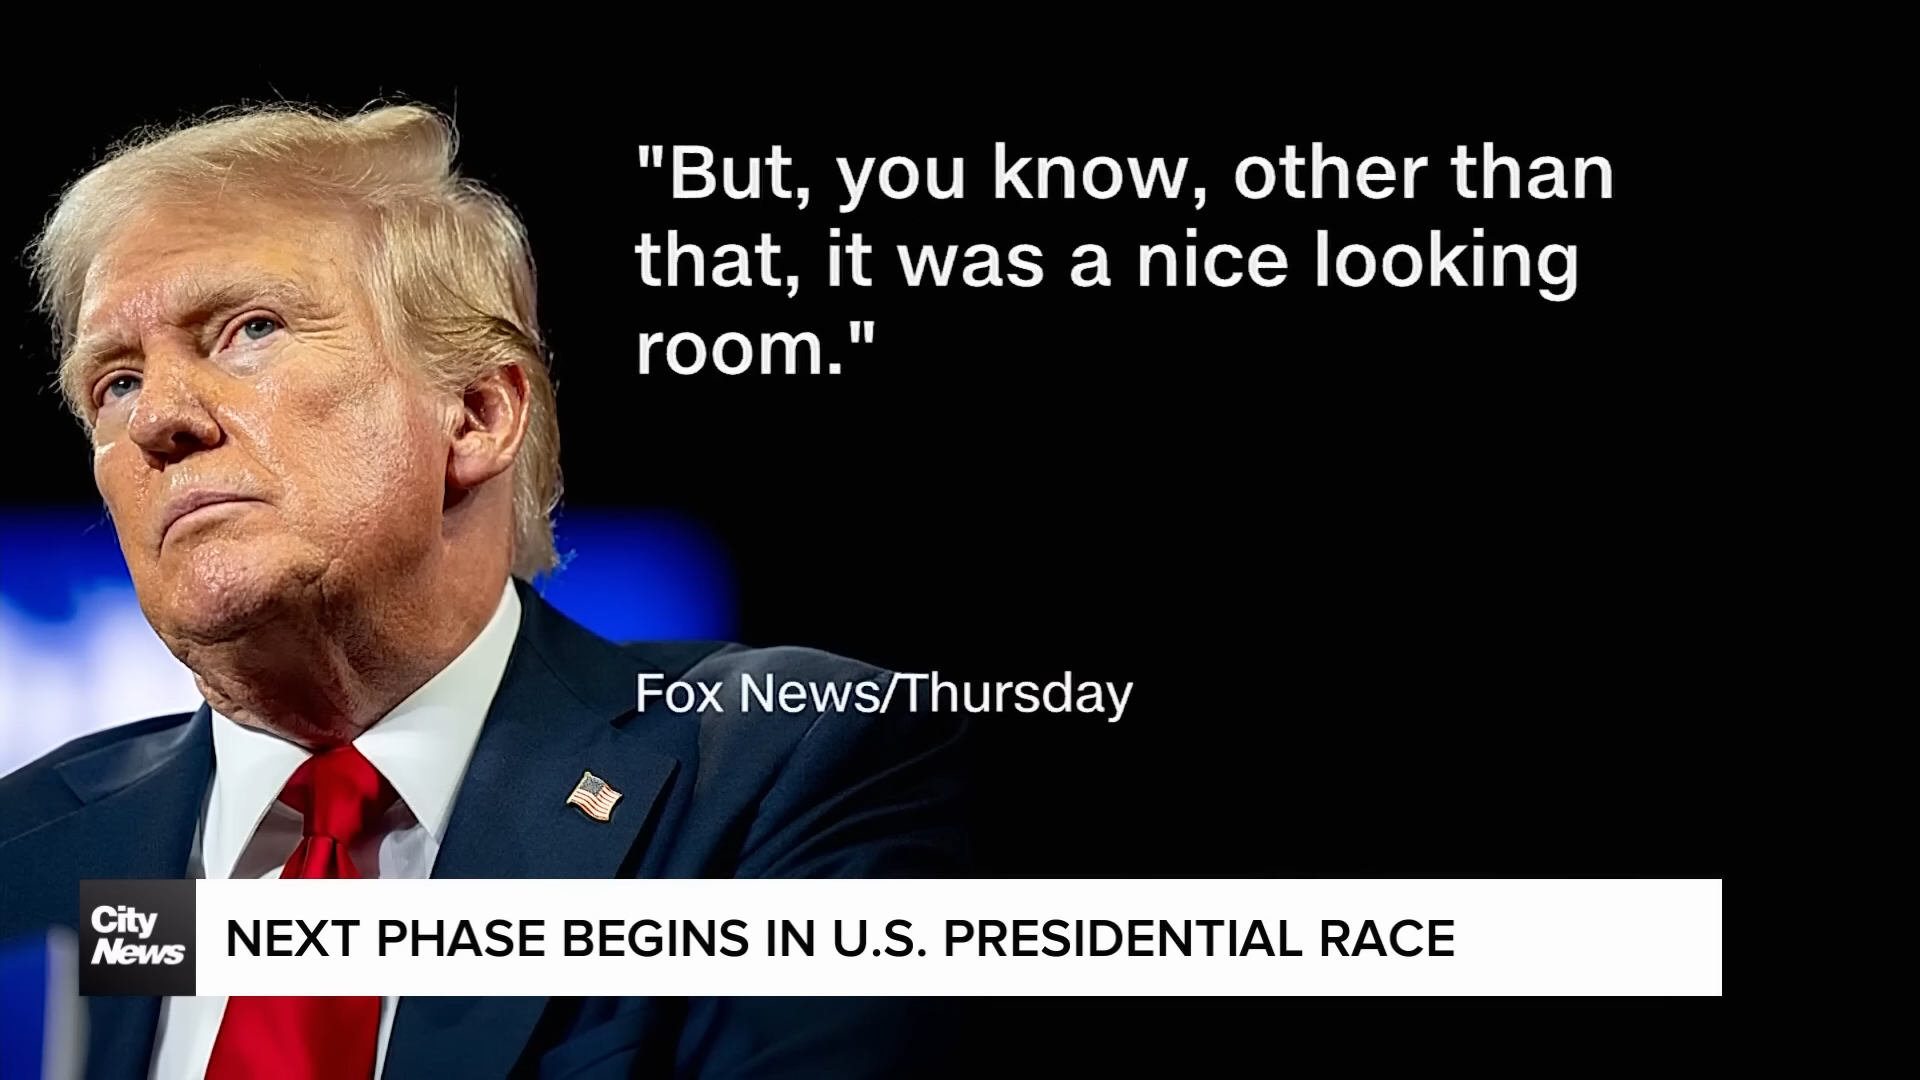 "But, you know, other than
that, it was a nice looking
room."
Fox News/Thursday
City
News
NEXT PHASE BEGINS IN U.S. PRESIDENTIAL RACE